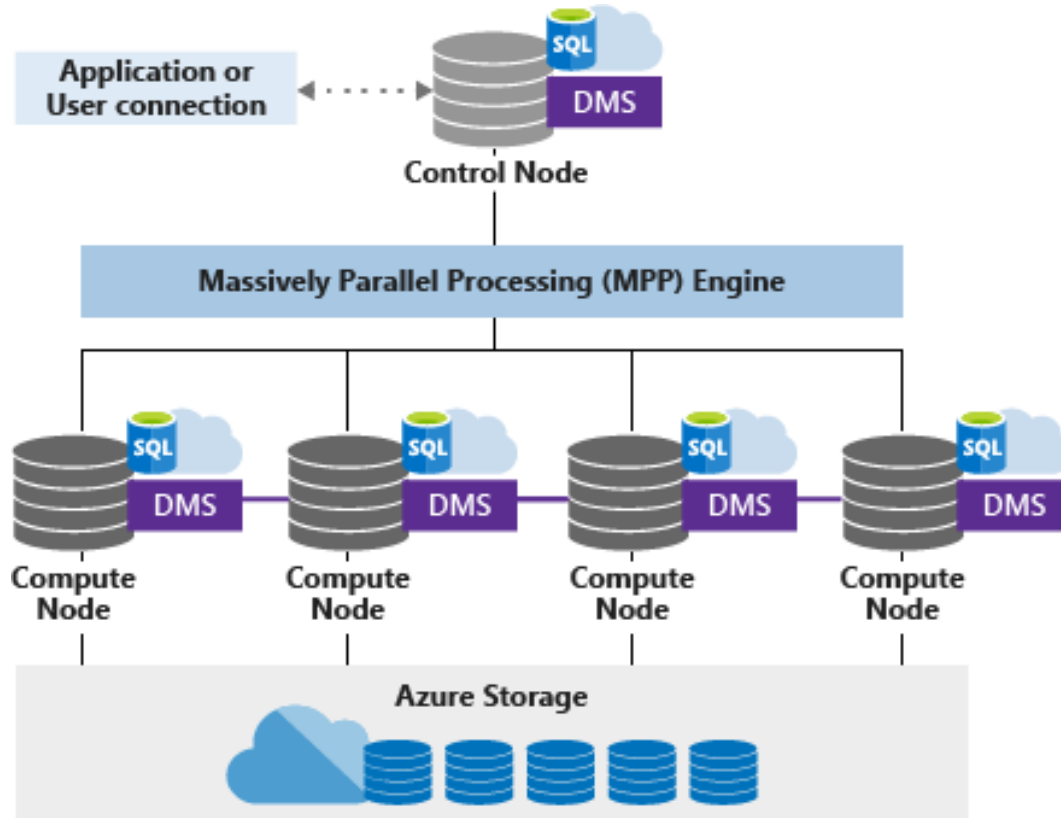 SQL
Application or
User connection
DMS
Control Node
Massively Parallel Processing (MPP) Engine
SQL
SQL
SQL
SQL
DMS
DMS
DMS
DMS
Compute
Node
Compute
Node
Compute
Node
Compute
Node
Azure Storage